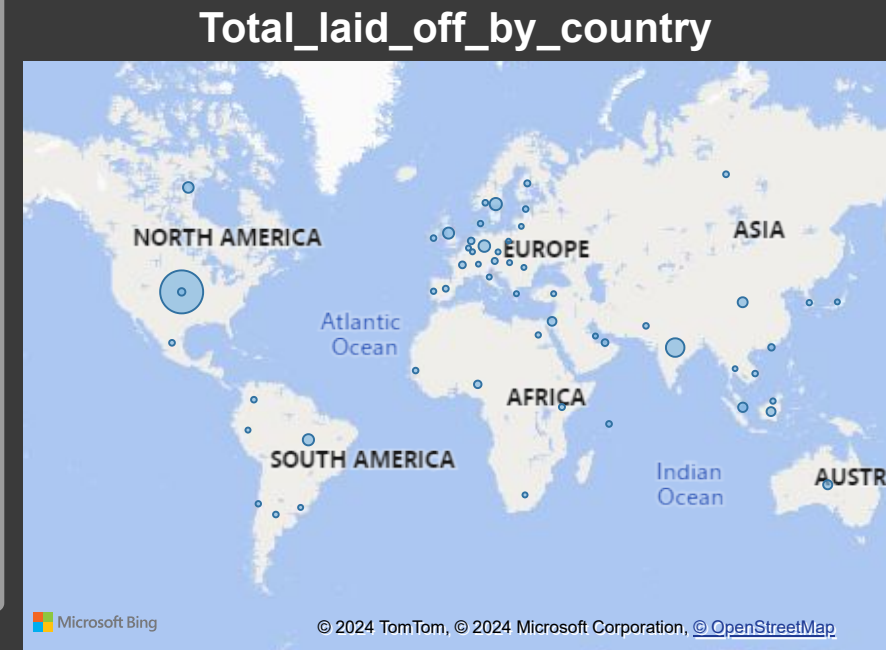 Total_laid_off_by_country
NORTH AMERICA
ASIA
EUROPE
Atlantic
Ocean
AFRICA
SOUTH AMERICA
Indian
Ocean
AUSTR
Microsoft Bing
© 2024 TomTom, © 2024 Microsoft Corporation, © OpenStreetMap